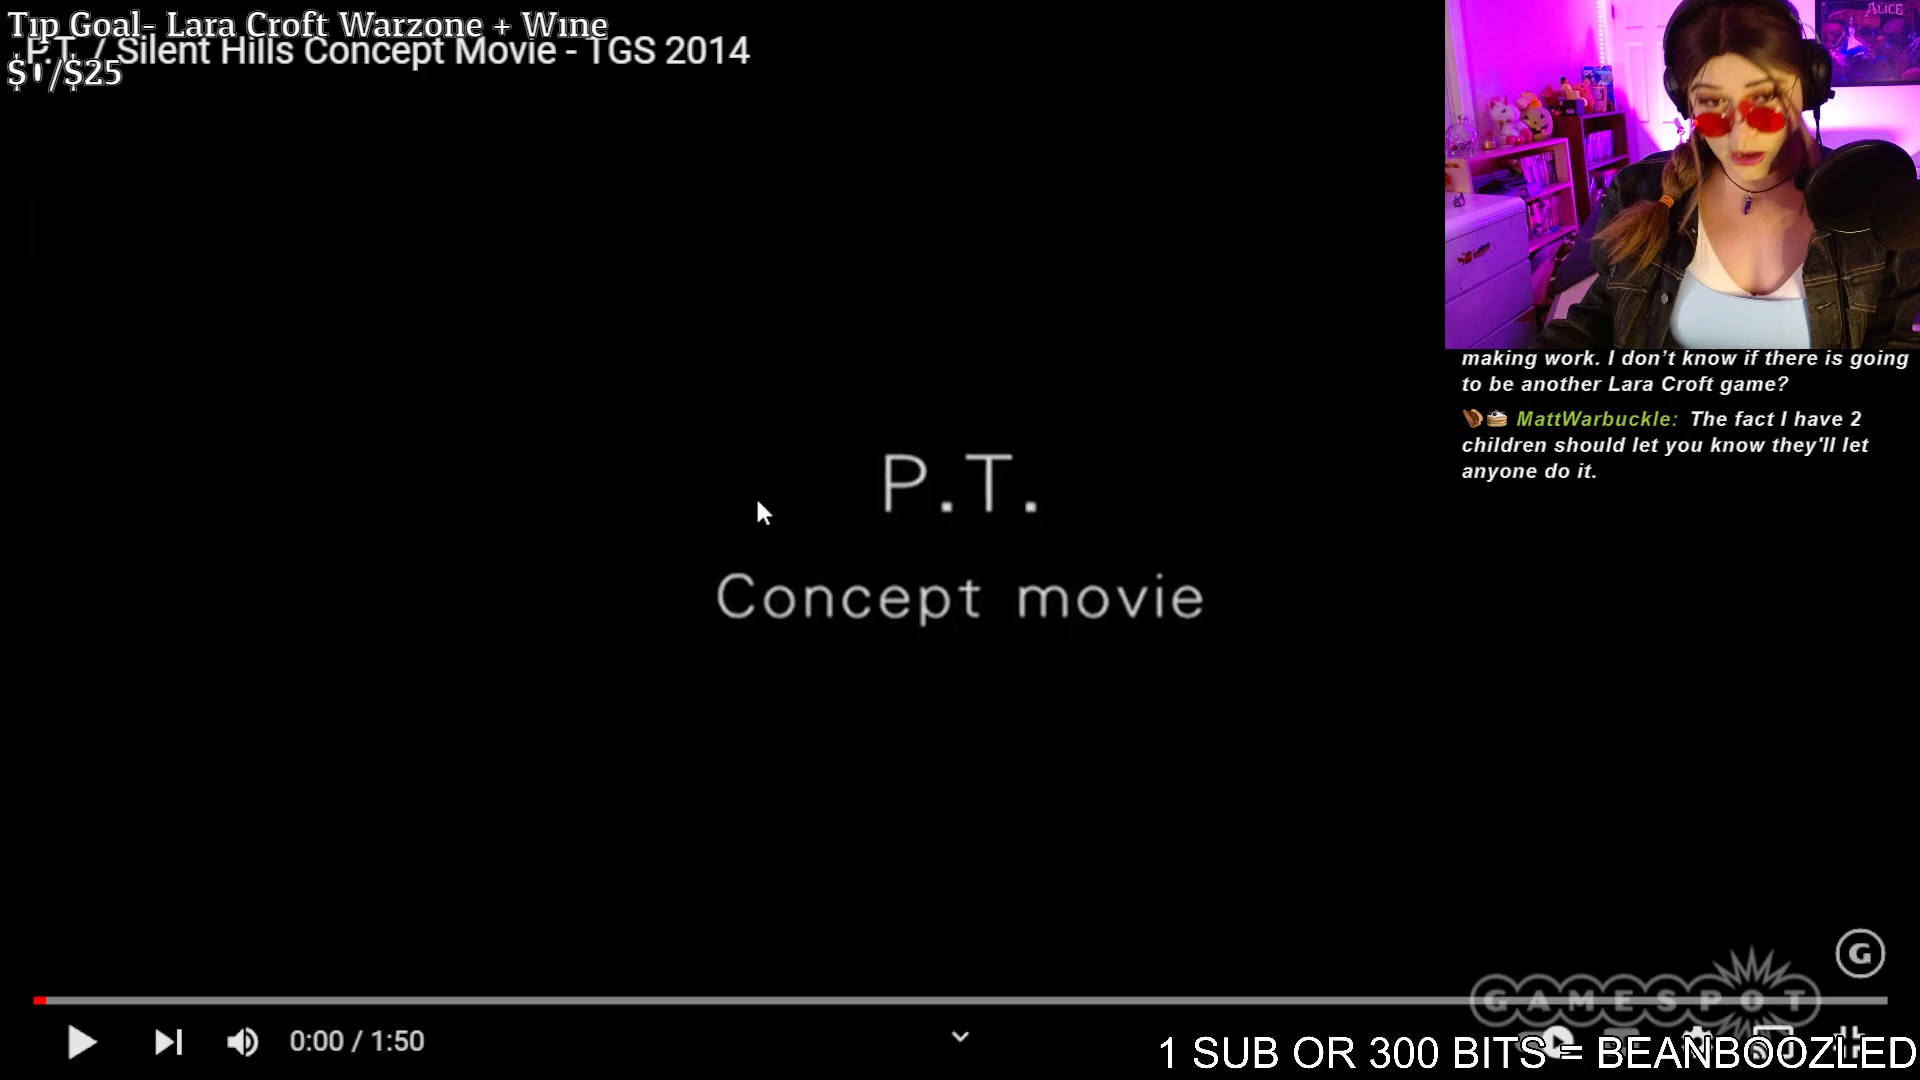 Tip Goal- Lara Croft Warzone + Wine
P.T. / Silent Hills Concept Movie - TGS 2014
/$25
ALICE
making work. I don’t know if there is going
to be another Lara Croft game?
MattWarbuckle: The fact I have 2
children should let you know they'll let
anyone do it.
P.T.
Concept movie
G
GAMESPOT
0:00 / 1:50
1 SUB OR 300 BITS = BEANBOOZLED